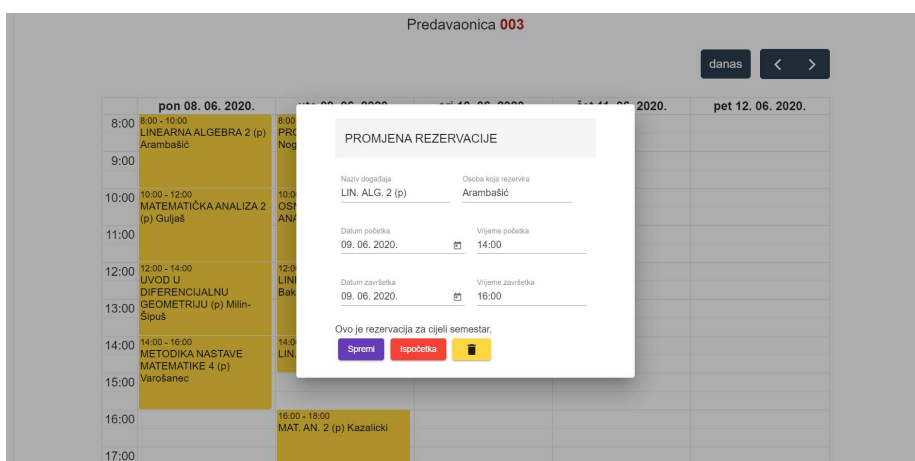 Predavaonica 003
danas
pon 08. 06. 2020.
2020.
pet 12. 06. 2020.
8:00
8:00 - 10:00
LINEARNA ALGEBRA 2 (p)
Arambašić
8:00
9:00
10:00
10:00 - 12:00
MATEMATIČKA ANALIZA 2
(p) Guljaš
11:00
12:00
12:00 - 14:00
UVOD U
DIFERENCIJALNU
GEOMETRIJU (p) Milin-
Šipuš
13:00
14:00
14:00 - 16:00
METODIKA NASTAVE
MATEMATIKE 4 (p)
Varošanec
LIN.
15:00
16:00
16:00 - 18:00
MAT. AN. 2 (p) Kazalicki
17:00
PROMJENA REZERVACIJE
Naziv događaja
LIN. ALG. 2 (p)
Osoba koja rezervira
Arambašić
Datum početka
09. 06. 2020.
Vrijeme početka
14:00
Datum završetka
09. 06. 2020.
Vrijeme završetka
16:00
Ovo je rezervacija za cijeli semestar.
Spremi
Ispočetka